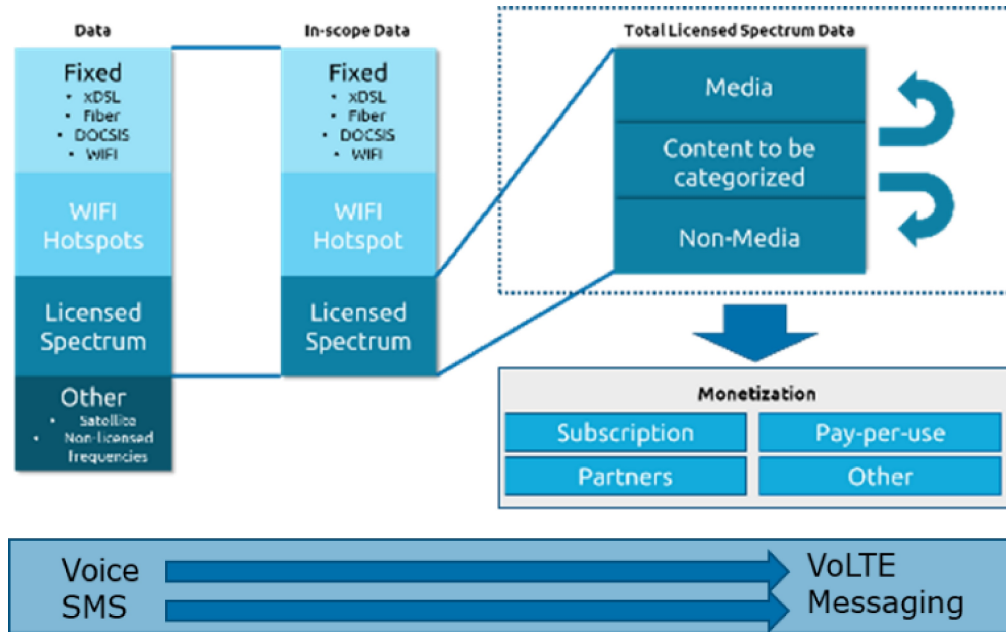 Data
Fixed
• xDSL
• Fiber
• DOCSIS
• WIFI
WIFI
Hotspots
Licensed
Spectrum
Other
• Satellite
• Non-licensed
frequencies
In-scope Data
Fixed
• xDSL
• Fiber
• DOCSIS
• WIFI
WIFI
Hotspot
Licensed
Spectrum
Total Licensed Spectrum Data
Media
Content to be
categorized
Non-Media
Monetization
Subscription
Pay-per-use
Partners
Other
Voice
VoLTE
SMS
Messaging